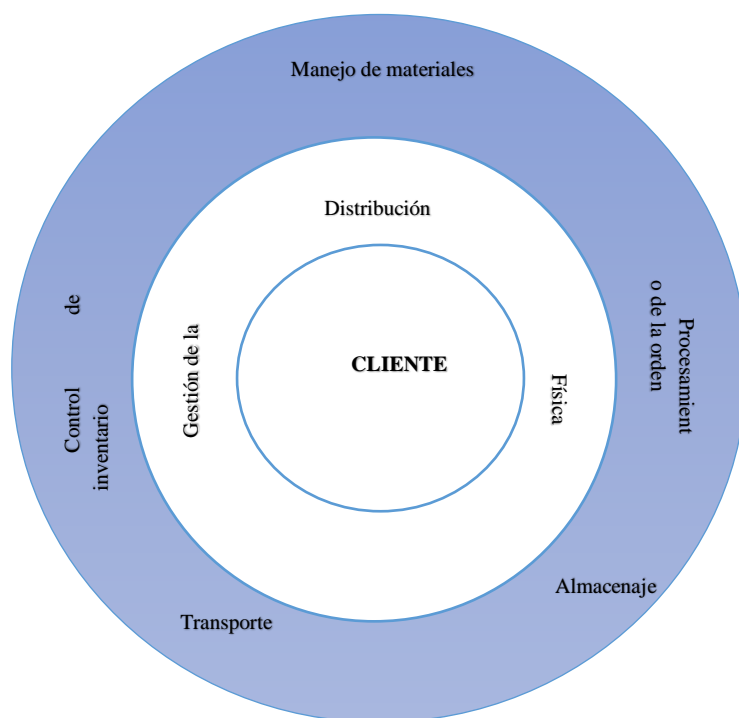 Manejo de materiales
Distribución
Gestión de la
CLIENTE
Física
Procesamient
o de la orden
Control de
inventario
Transporte
Almacenaje